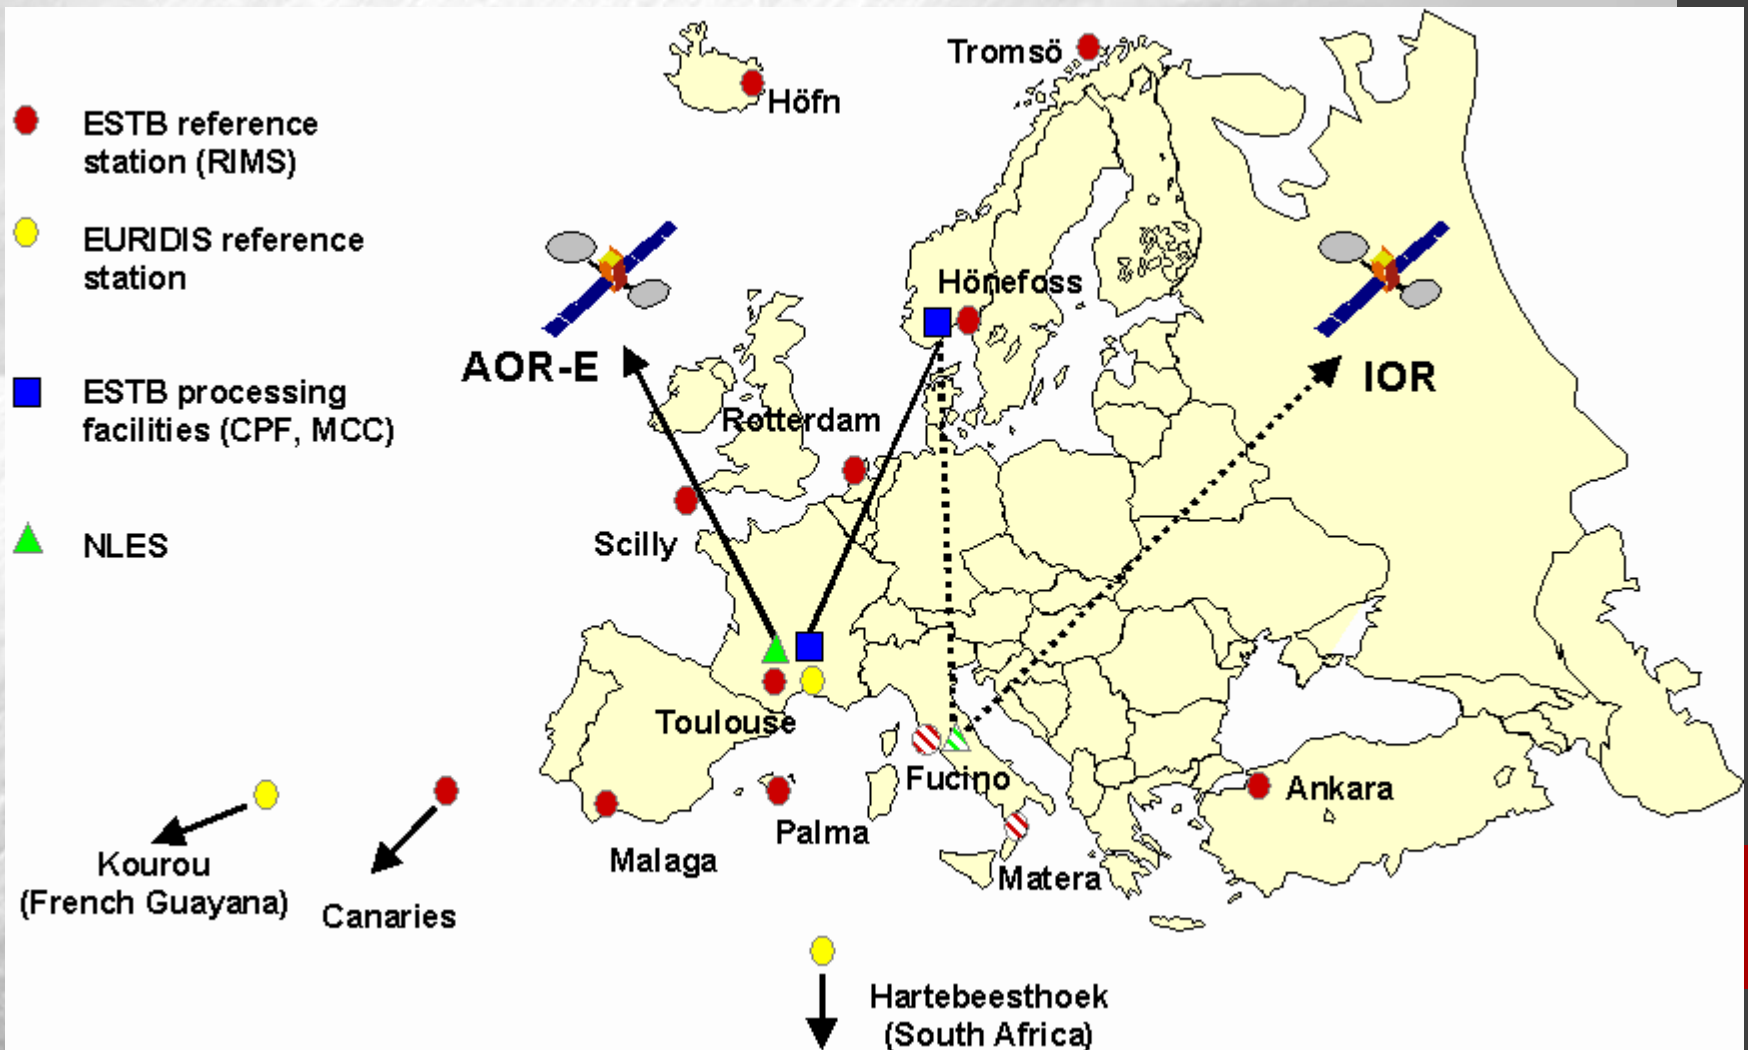 Tromsö
Höfn
ESTB reference
station (RIMS)
EURIDIS reference
station
Hönefoss
AOR-E
IOR
ESTB processing
facilities (CPF, MCC)
Rotterdam
Scilly
NLES
Toulouse
Fucino
Ankara
Palma
Malaga
Matera
Kourou
(French Guayana)
Canaries
Hartebeesthoek
(South Africa)